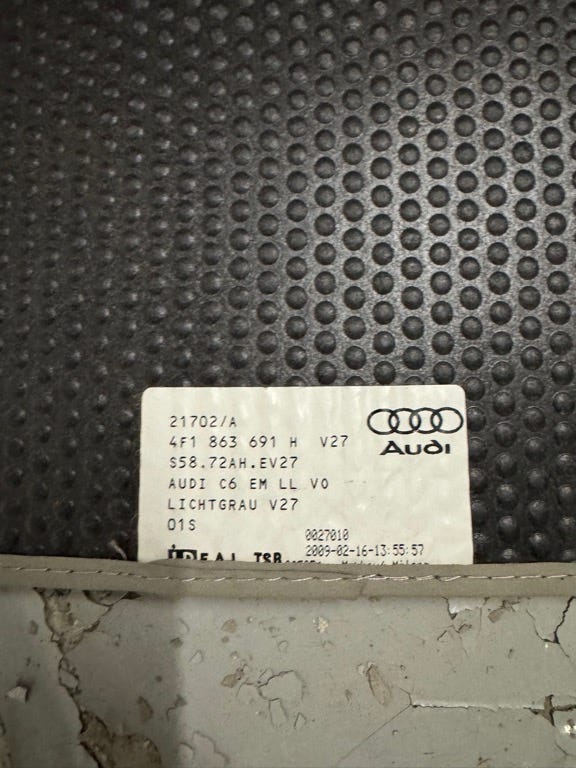 21702/A
4F1 863 691 H V27
Audi
S58.72AH.EV27
AUDI C6 EM LL VO
LICHTGRAU V27
01S
0027010
2009-02-16-13:55:57